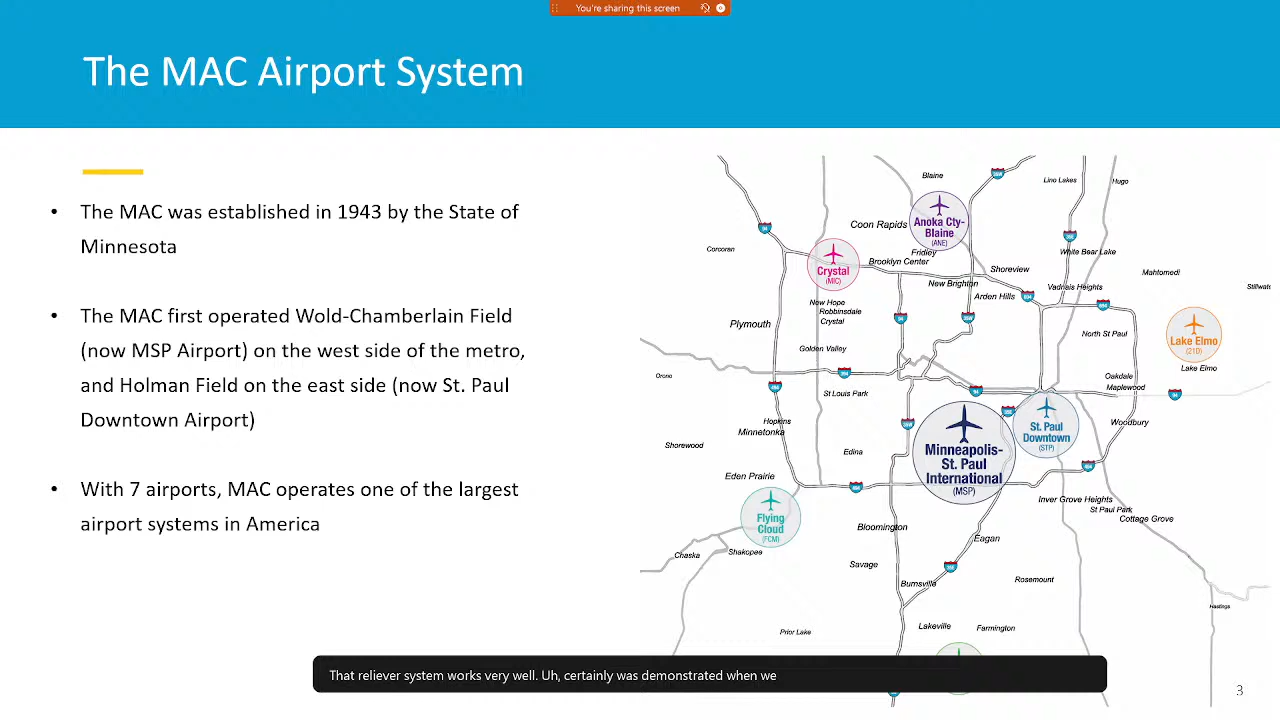 You're sharing this screen
The MAC Airport System
• The MAC was established in 1943 by the State of
Minnesota
• The MAC first operated Wold-Chamberlain Field
(now MSP Airport) on the west side of the metro,
and Holman Field on the east side (now St. Paul
Downtown Airport)
• With 7 airports, MAC operates one of the largest
airport systems in America
Blaine
Lino Lakes
Hugo
Coon Rapids
Anoka Cty-
Blaine
(ANE)
Corcoran
Crystal
(MIC)
Fridley
Brooklyn Center
White Bear Lake
Shoreview
Mahtomedi
New Brighton
Vadnais Heights
Stillwate
Arden Hills
New Hope
Robbinsdale
Crystal
Plymouth
North St Paul
Lake Elmo
(21D)
Golden Valley
Lake Elmo
Orono
Oakdale
Maplewood
St Louis Park
Hopkins
Minnetonka
St. Paul
Downtown
(STP)
Woodbury
Shorewood
Edina
Minneapolis-
St. Paul
International
(MSP)
Eden Prairie
Inver Grove Heights
St Paul Park
Cottage Grove
Flying
Cloud
(FCM)
Bloomington
Eagan
Chaska
Shakopee
Savage
Burnsville
Rosemount
Hastings
Prior Lake
Lakeville
Farmington
That reliever system works very well. Uh, certainly was demonstrated when we
3